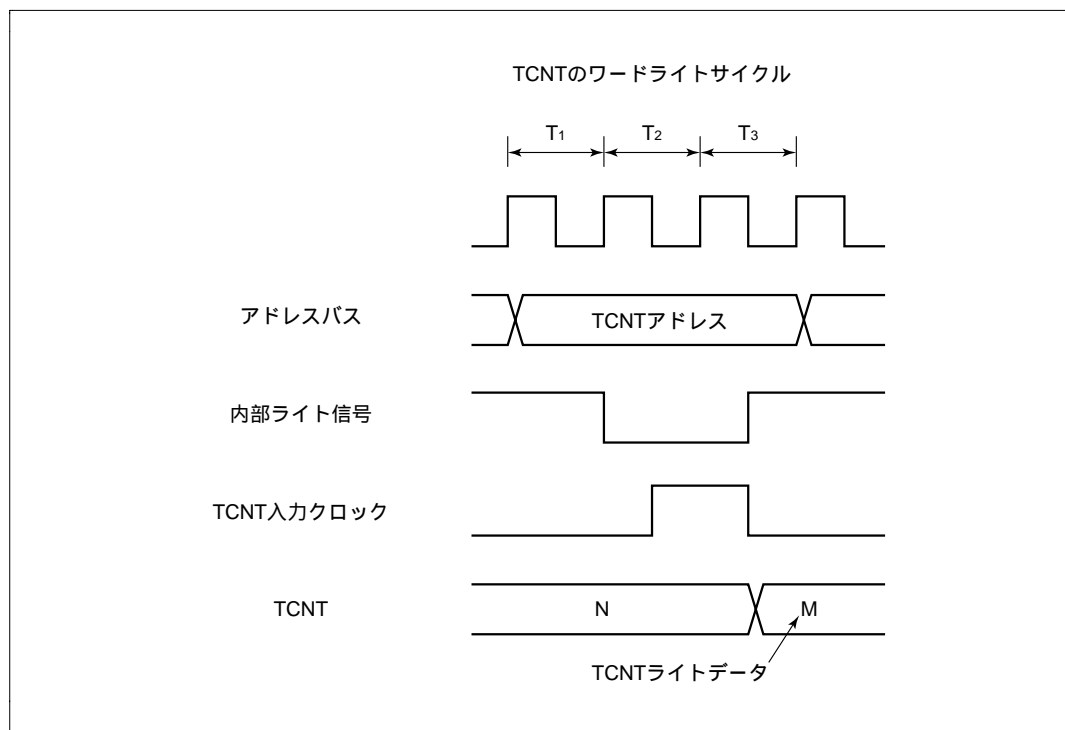 TCNTのワードライトサイクル
T1 T2 T3
アドレスバス TCNTアドレス
内部ライト信号
TCNT入力クロック
TCNT N M
TCNTライトデータ